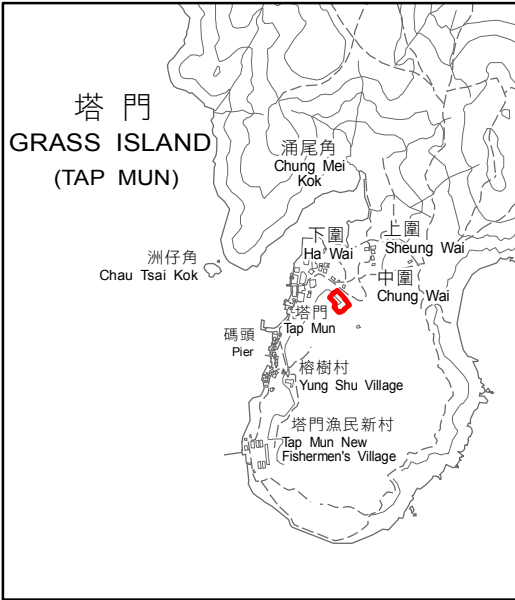 塔門
GRASS ISLAND
(TAP MUN)
涌尾角
Chung Mei
Kok
下圍
Ha Wai
上圍
Sheung Wai
洲仔角
Chau Tsai Kok
中圍
Chung Wai
塔門
Tap Mun
碼頭
Pier
榕樹村
Yung Shu Village
塔門漁民新村
Tap Mun New
Fishermen's Village